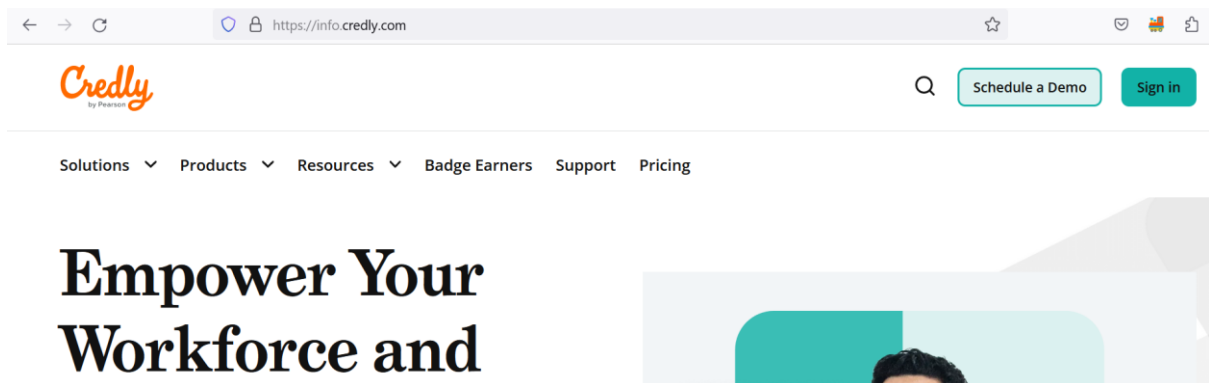 https://info.credly.com
Credly
by Pearson
Schedule a Demo
Sign in
Solutions Products Resources Badge Earners Support Pricing
Empower Your
Workforce and